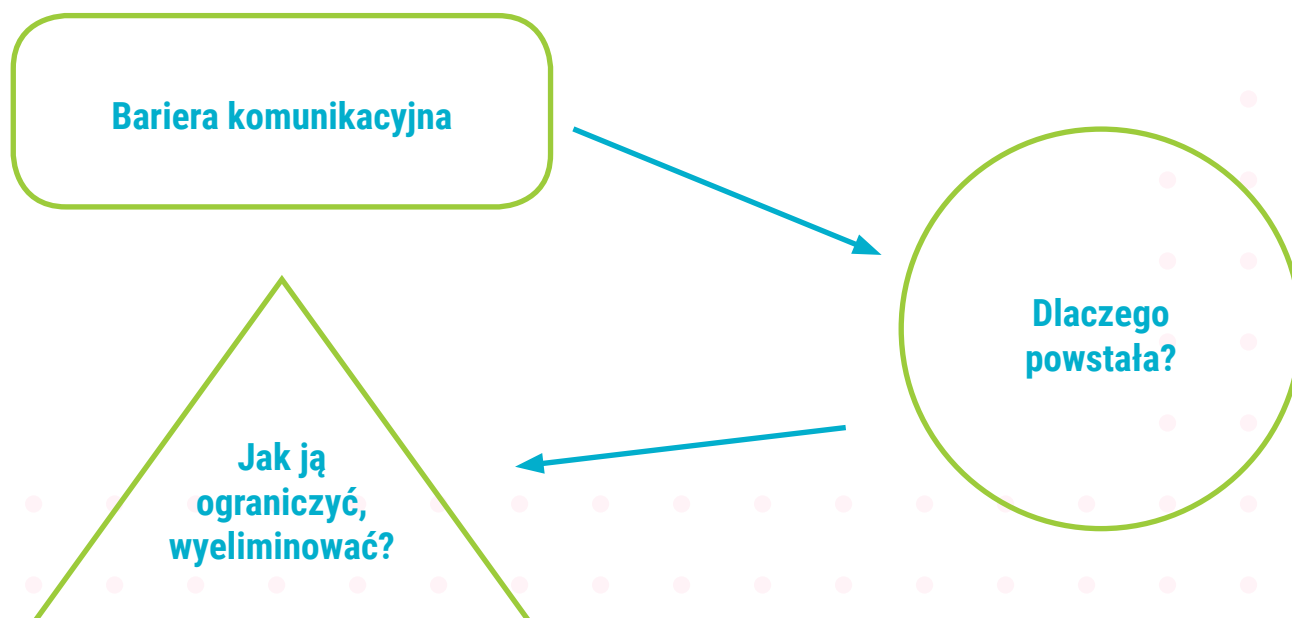 Bariera komunikacyjna
Dlaczego
powstała?
Jak ją
ograniczyć,
wyeliminować?